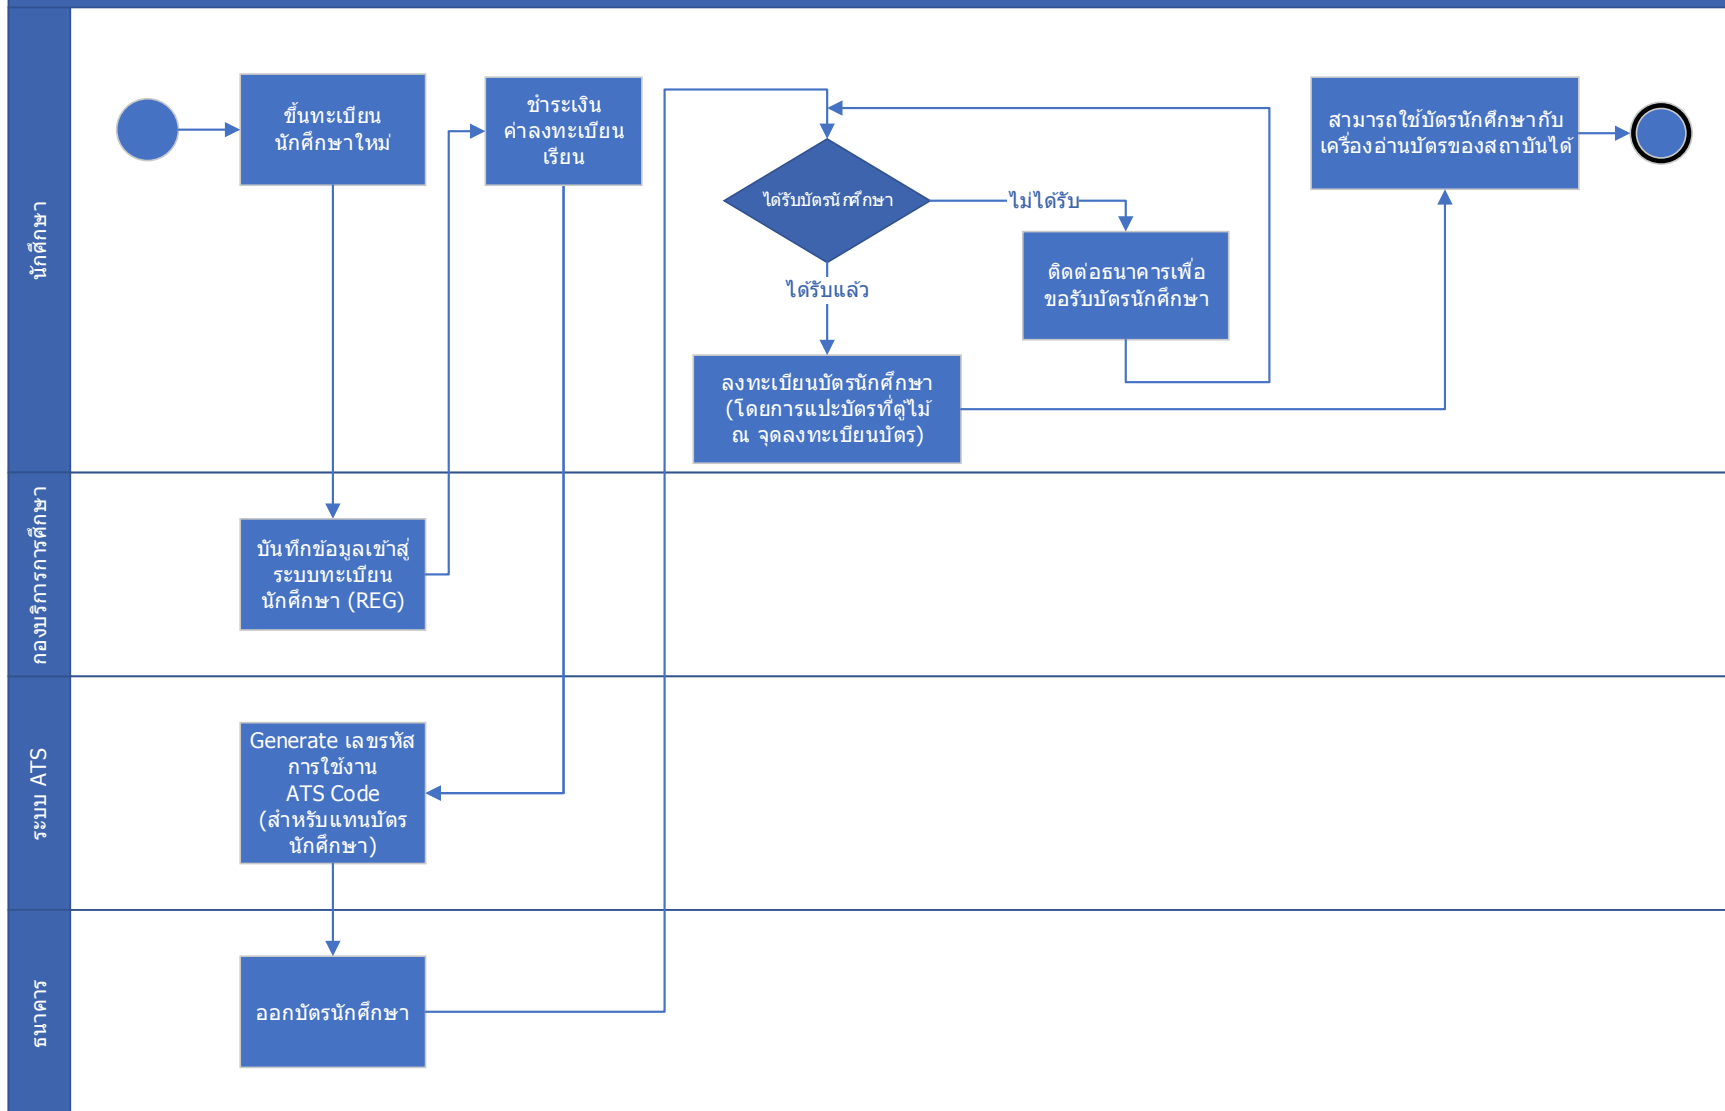 นักศึกษา
ขึ้นทะเบียน
นักศึกษาใหม่
ชำระเงิน
ค่าลงทะเบียน
เรียน
ได้รับบัตรนักศึกษา
ไม่ได้รับ
ได้รับแล้ว
ติดต่อธนาคารเพื่อ
ขอรับบัตรนักศึกษา
ลงทะเบียนบัตรนักศึกษา
(โดยการแปะบัตรที่ตู้ไม้
ณ จุดลงทะเบียนบัตร)
สามารถใช้บัตรนักศึกษากับ
เครื่องอ่านบัตรของสถาบันได้
กองบริการการศึกษา
บันทึกข้อมูลเข้าสู่
ระบบทะเบียน
นักศึกษา (REG)
ระบบ ATS
Generate เลขรหัส
การใช้งาน
ATS Code
(สำหรับแทนบัตร
นักศึกษา)
ธนาคาร
ออกบัตรนักศึกษา